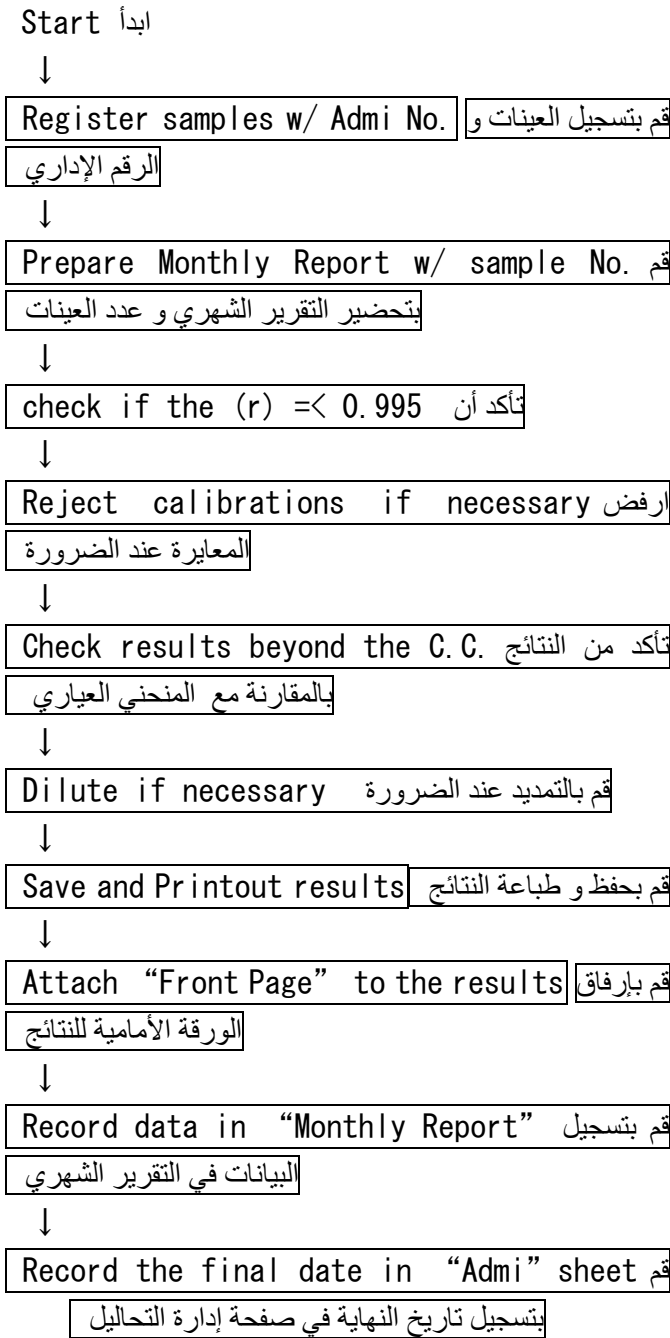 Start ابدأ
↓
Register samples w/ Admi No. قم بتسجيل العينات و
الرقم الإداري
↓
Prepare Monthly Report w/ sample No. قم
بتحضير التقرير الشهري و عدد العينات
↓
check if the (r) =< 0.995 تأكد أن
↓
Reject calibrations if necessary ارفض
المعايرة عند الضرورة
↓
Check results beyond the C.C. تأكد من النتائج
بالمقارنة مع المنحني العياري
↓
Dilute if necessary قم بالتمديد عند الضرورة
↓
Save and Printout results قم بحفظ و طباعة النتائج
↓
Attach “Front Page” to the results قم بإرفاق
الورقة الأمامية للنتائج
↓
Record data in “Monthly Report” قم بتسجيل
البيانات في التقرير الشهري
↓
Record the final date in “Admi” sheet قم
بتسجيل تاريخ النهاية في صفحة إدارة التحاليل